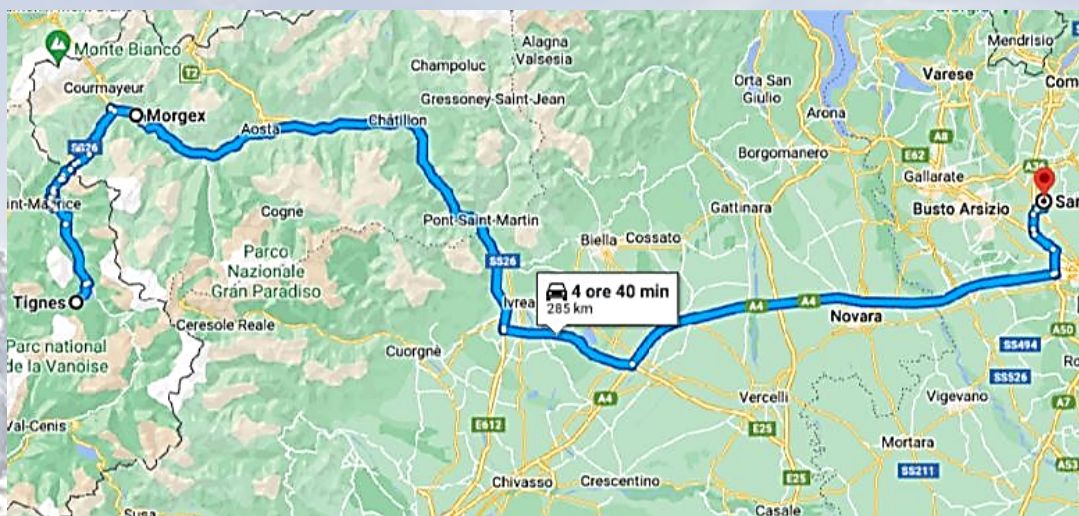 Alagna
Valsesia
Mendrisio
Monte Bianco
T2
Champoluc
Varese
Com
Courmayeur
Orta San
Giulio
Gressoney-Saint-Jean
Arona
Morgex
Châtillon
Aosta
A8
SS26
Borgomanero
E62
Gallarate
int-Maurice
Cogne
Gattinara
Busto Arsizio
Sar
Pont-Saint-Martin
Biella
Cossato
Parco
Nazionale
Gran Paradiso
SS26
4 ore 40 min
285 km
Tignes
Ivrea
A4
A4
Novara
Ceresole Reale
A50
Parc national
de la Vanoise
Cuorgnè
SS494
Ro
SS526
A4
Vercelli
Vigevano
A7
Val-Cenis
E612
E25
Mortara
SS211
A53
E25
Chivasso
Crescentino
Susa
Casale